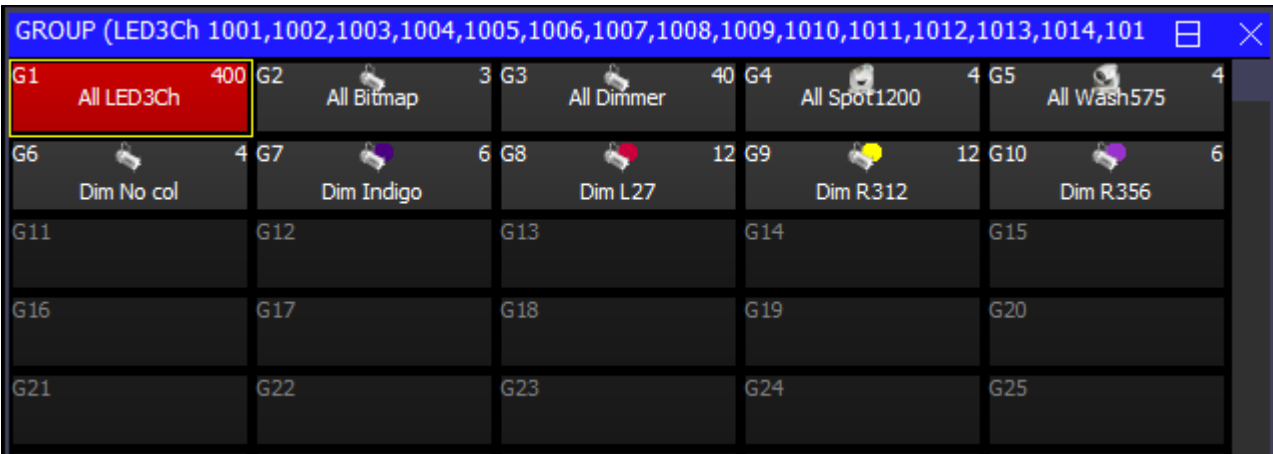 GROUP (LED3Ch 1001,1002,1003,1004,1005,1006,1007,1008,1009,1010,1011,1012,1013,1014,101
G1 400 G2 3 G3 40 G4 4 G5 4
All LED3Ch All Bitmap All Dimmer All Spot1200 All Wash575
G6 4 G7 6 G8 12 G9 12 G10 6
Dim No col Dim Indigo Dim L27 Dim R312 Dim R356
G11 G12 G13 G14 G15
G16 G17 G18 G19 G20
G21 G22 G23 G24 G25